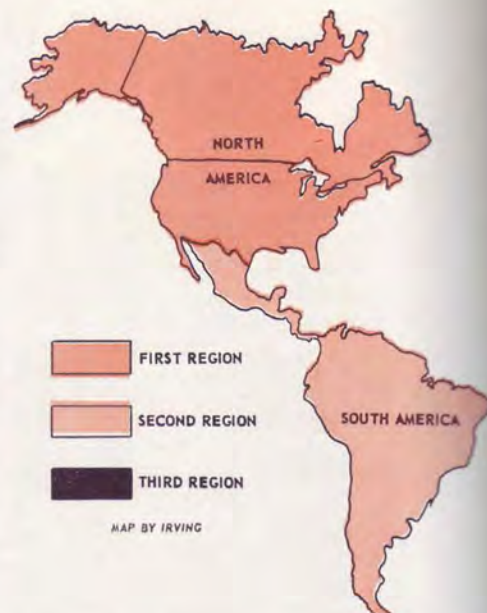 NORTH
AMERICA
FIRST REGION
SECOND REGION
SOUTH AMERICA
THIRD REGION
MAP BY IRVING